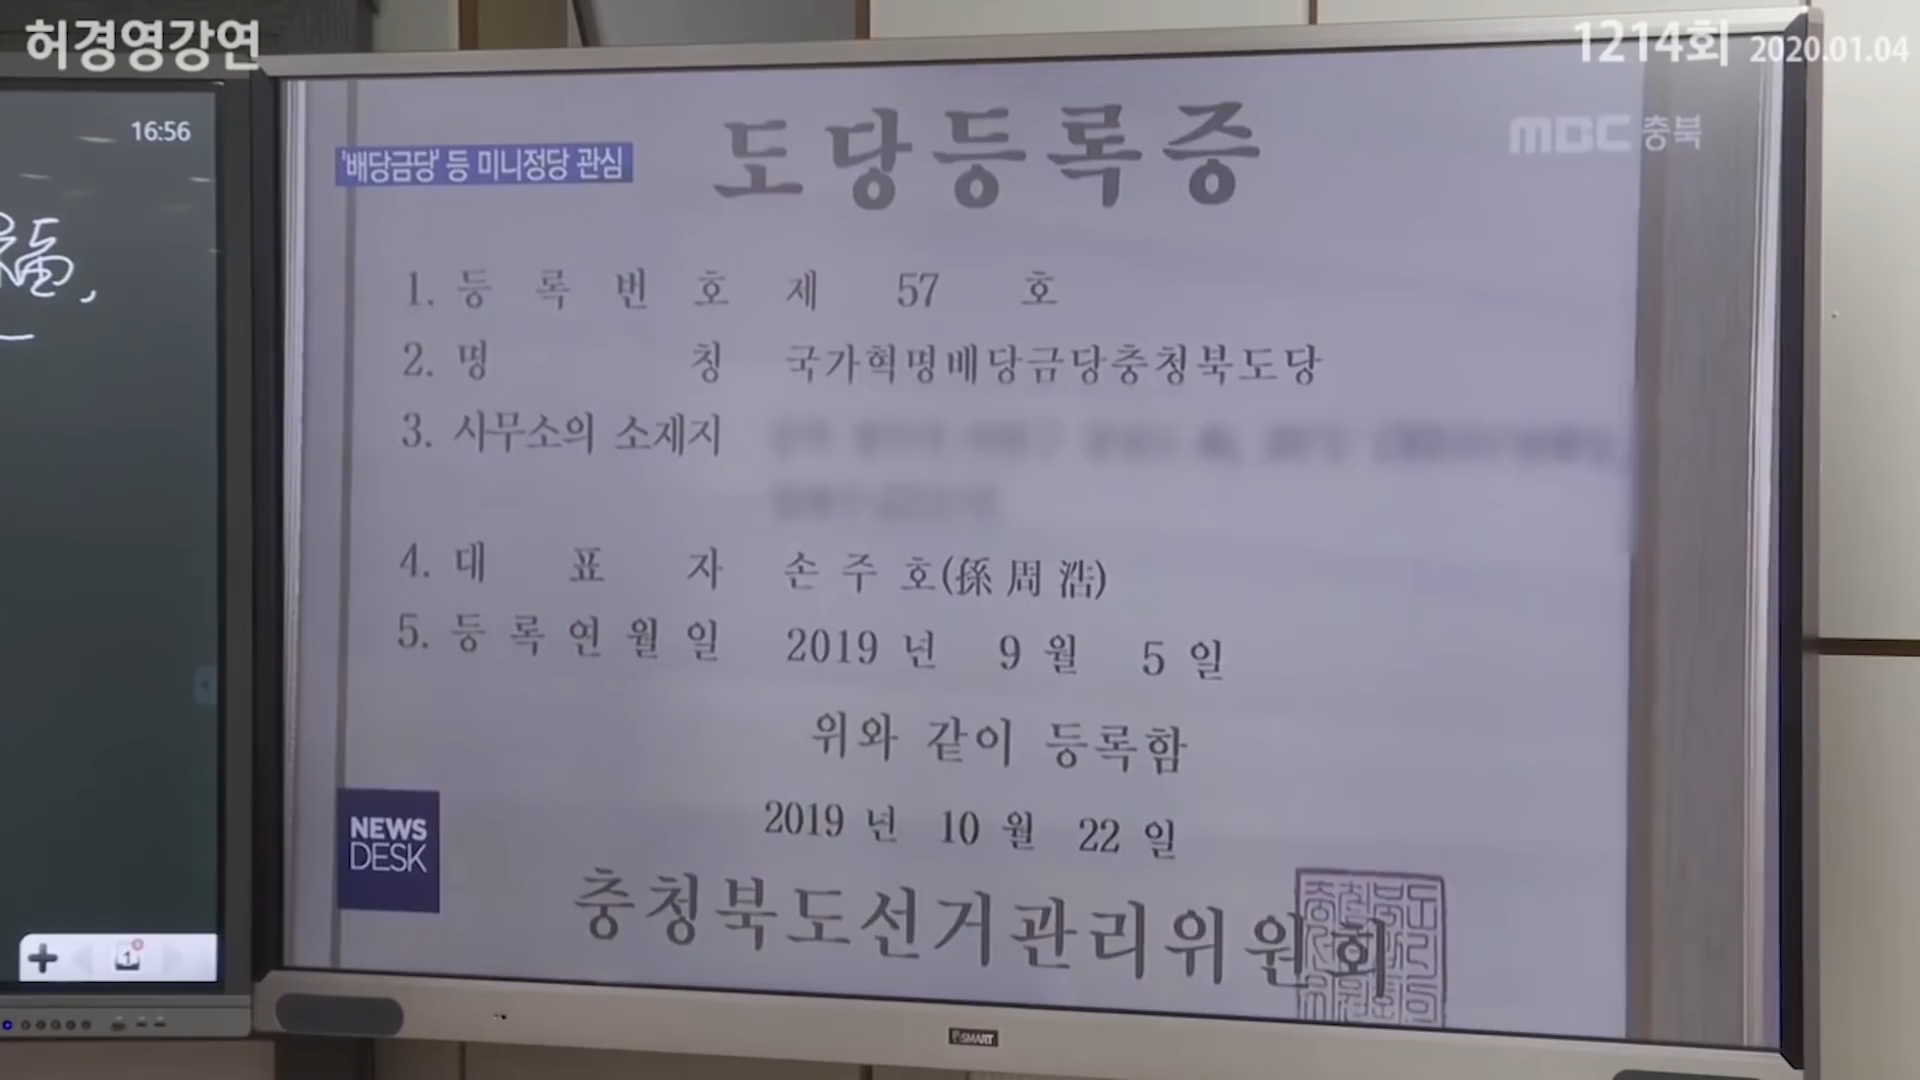 허경영강연
1214회 2020.01.04
16:56
福,
'배당금당' 등 미니정당 관심
MBC 충북
도당등록증
1. 등 록 번 호 제 57 호
2. 명 칭 국가혁명배당금당충청북도당
3. 사무소의 소재지
4. 대 표 자 손 주 호(孫 周 浩)
5. 등 록 연 월 일 2019 년 9 월 5 일
위와 같이 등록함
2019 년 10 월 22 일
NEWS
DESK
충청북도선거관리위원회
1